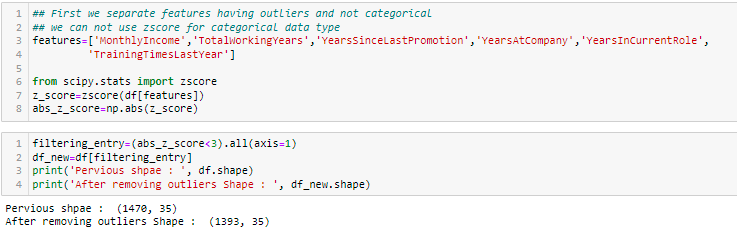 1 ## First we separate features having outliers and not categorical
2 ## we can not use zscore for categorical data type
3 features=['MonthlyIncome','TotalWorkingYears','YearsSinceLastPromotion','YearsAtCompany','YearsInCurrentRole',
4 'TrainingTimesLastYear']
5
6 from scipy.stats import zscore
7 z_score=zscore(df[features])
8 abs_z_score=np.abs(z_score)
1 filtering_entry=(abs_z_score<3).all(axis=1)
2 df_new=df[filtering_entry]
3 print('Pervious shpae : ', df.shape)
4 print('After removing outliers Shape : ', df_new.shape)
Pervious shpae :  (1470, 35)
After removing outliers Shape :  (1393, 35)